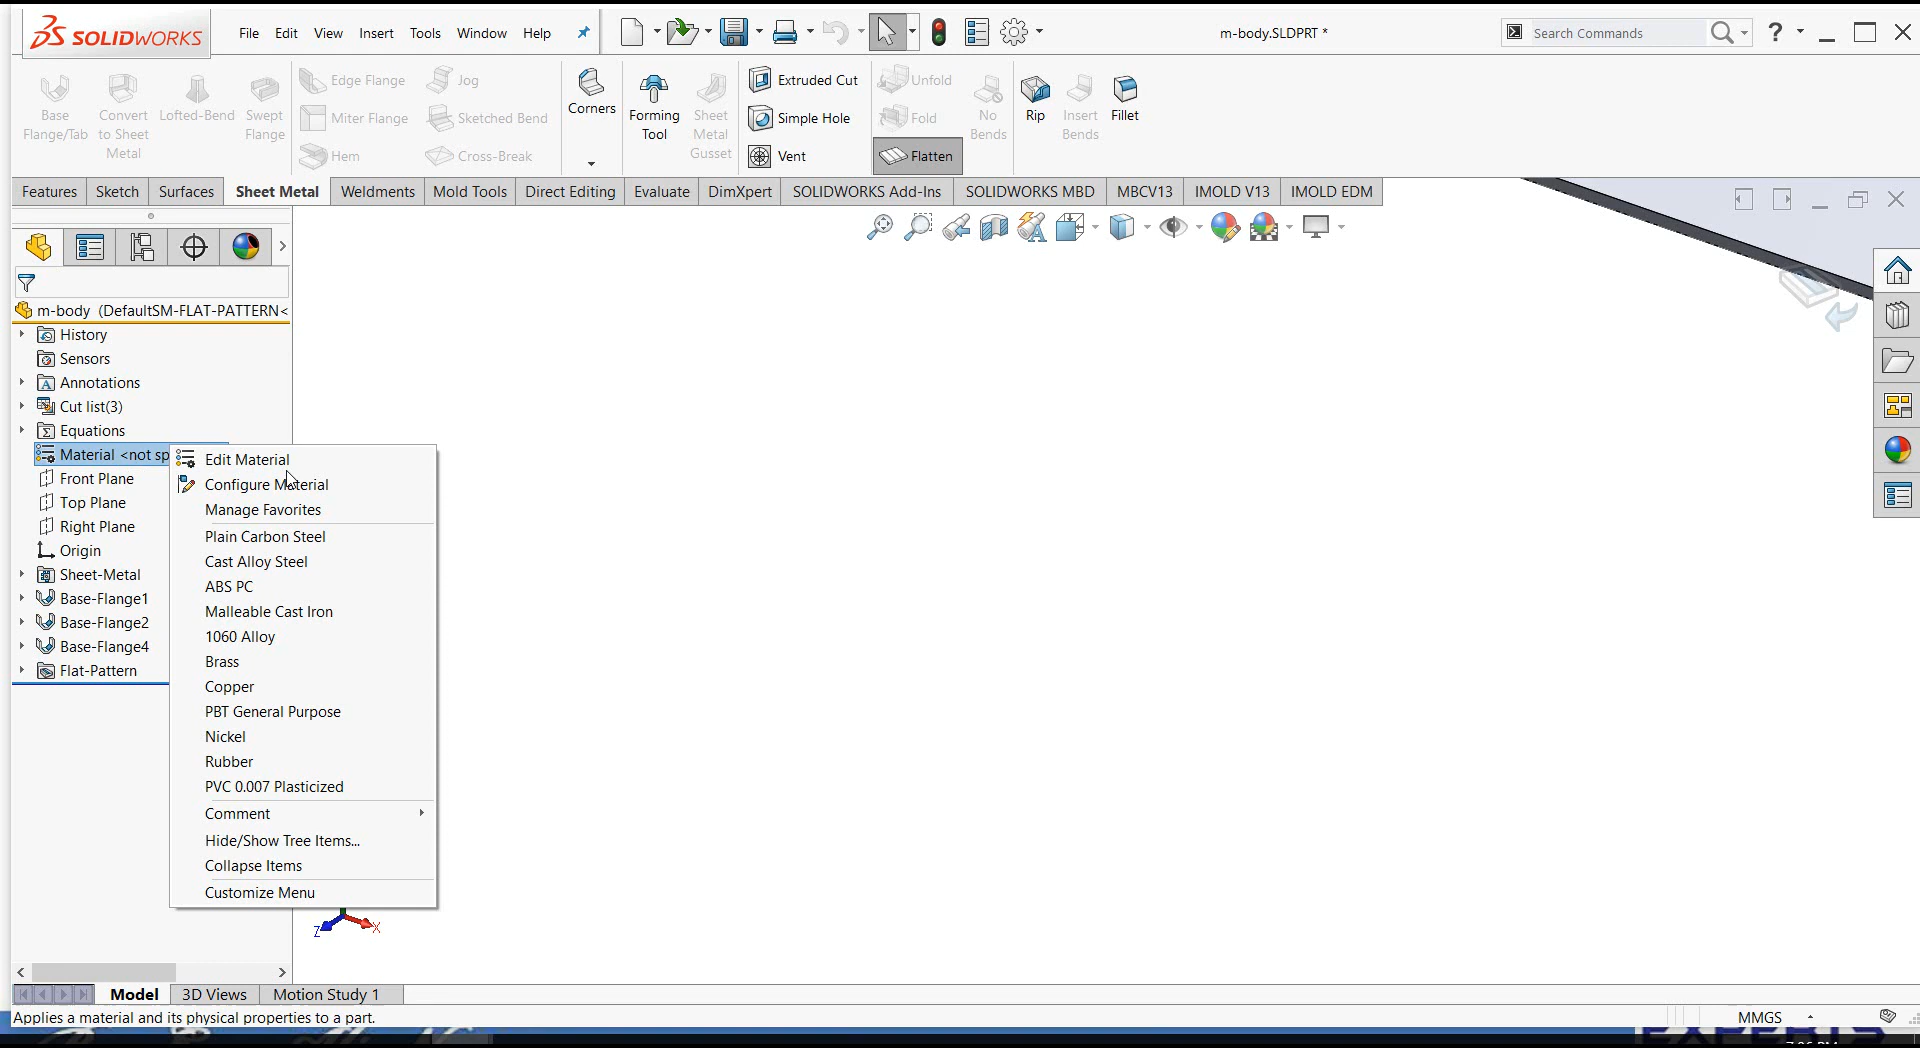 SOLIDWORKS
File Edit View Insert Tools Window Help
m-body.SLDPRT *
Search Commands
?
Base Flange/Tab
Convert to Sheet Metal
Lofted-Bend
Swept Flange
Edge Flange
Miter Flange
Hem
Jog
Sketched Bend
Cross-Break
Corners
Forming Tool
Sheet Metal Gusset
Extruded Cut
Simple Hole
Vent
Unfold
Fold
Flatten
No Bends
Rip
Insert Bends
Fillet
Features Sketch Surfaces Sheet Metal Weldments Mold Tools Direct Editing Evaluate DimXpert SOLIDWORKS Add-Ins SOLIDWORKS MBD MBCV13 IMOLD V13 IMOLD EDM
m-body (DefaultSM-FLAT-PATTERN<
History
Sensors
Annotations
Cut list(3)
Equations
Material <not sp
Front Plane
Top Plane
Right Plane
Origin
Sheet-Metal
Base-Flange1
Base-Flange2
Base-Flange4
Flat-Pattern
Edit Material
Configure Material
Manage Favorites
Plain Carbon Steel
Cast Alloy Steel
ABS PC
Malleable Cast Iron
1060 Alloy
Brass
Copper
PBT General Purpose
Nickel
Rubber
PVC 0.007 Plasticized
Comment
Hide/Show Tree Items...
Collapse Items
Customize Menu
Z X
Model 3D Views Motion Study 1
Applies a material and its physical properties to a part.
MMGS